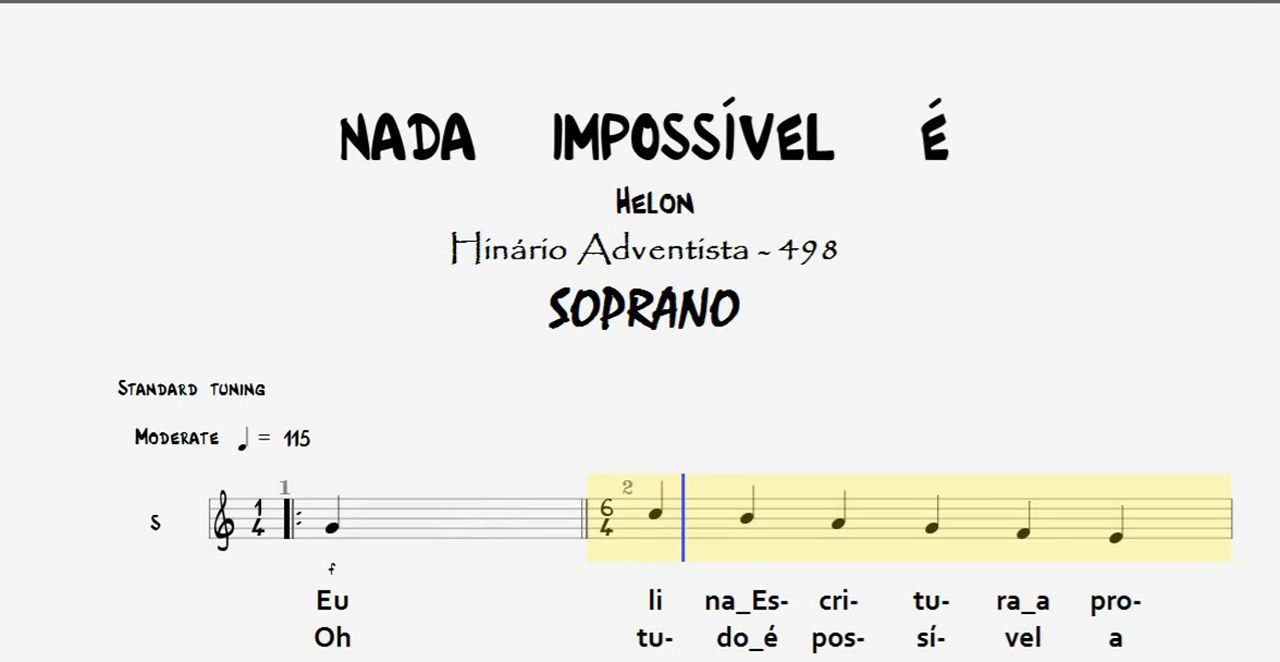 NADA IMPOSSÍVEL É
HELON
Hinário Adventista ~ 498
SOPRANO
STANDARD TUNING
MODERATE ♩ = 115
1 2
S 1 4 6 4
f
Eu li na_Es- cri- tu- ra_a pro-
Oh tu- do_é pos- sí- vel a